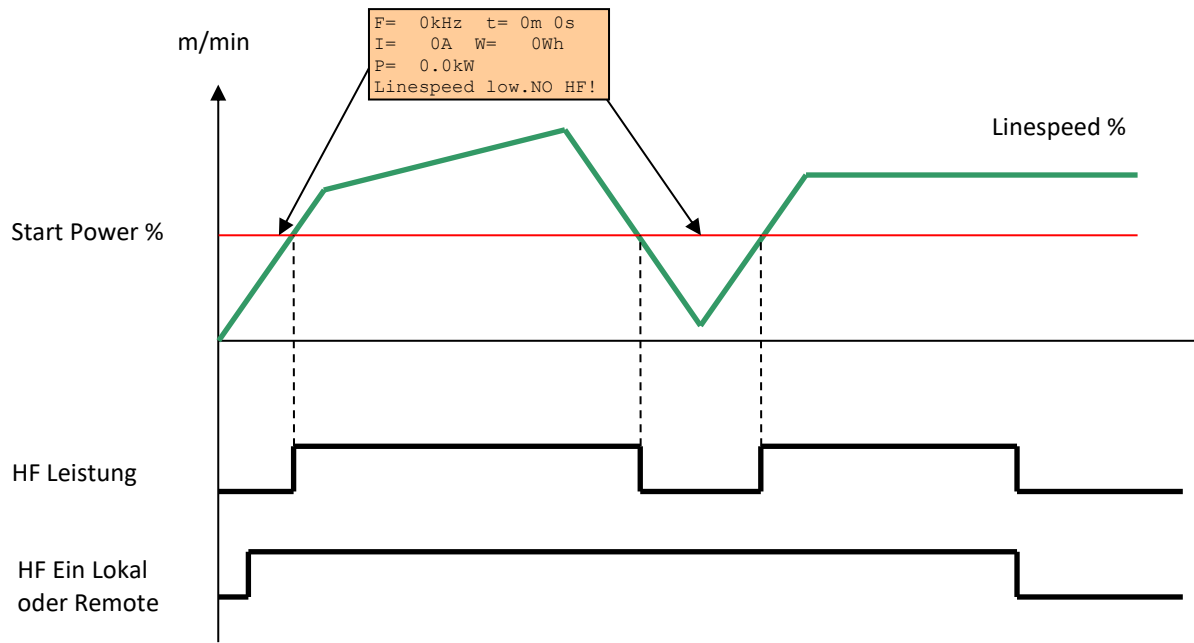 F=   0kHz  t= 0m 0s
I=    0A  W=    0Wh
P=  0.0kW
Linespeed low.NO HF!
m/min
Linespeed %
Start Power %
HF Leistung
HF Ein Lokal
oder Remote